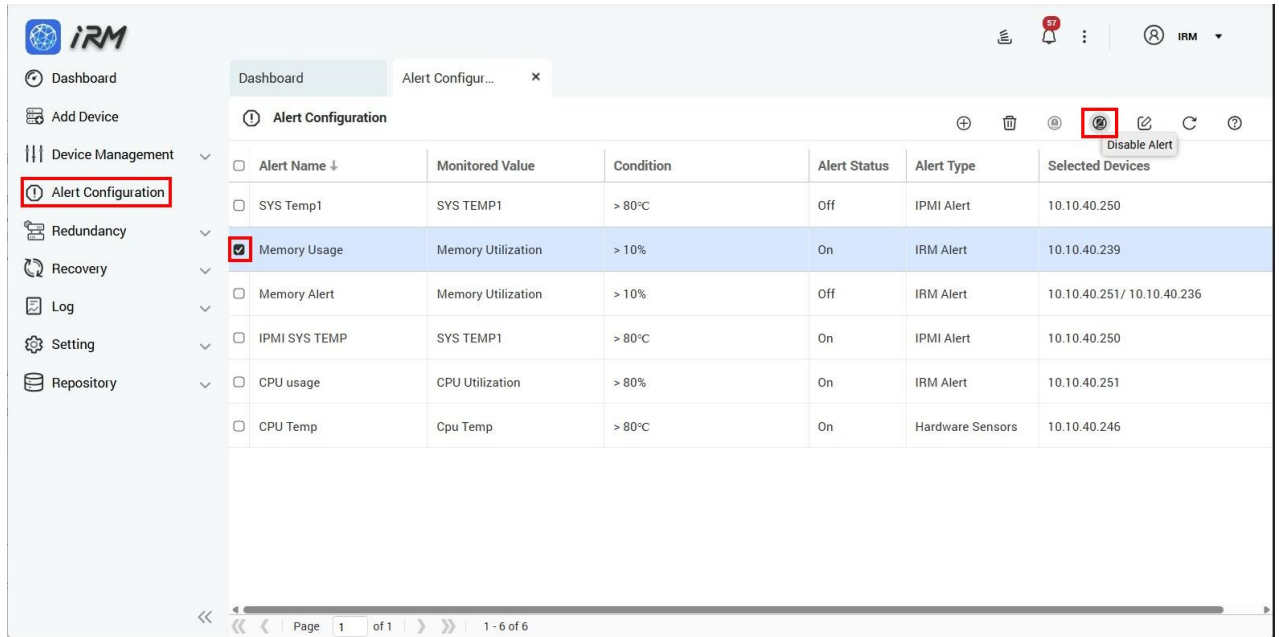 iRM
57
IRM
Dashboard
Add Device
Device Management
Alert Configuration
Redundancy
Recovery
Log
Setting
Repository
Dashboard
Alert Configur...
Alert Configuration
Disable Alert
Alert Name Monitored Value Condition Alert Status Alert Type Selected Devices
SYS Temp1 SYS TEMP1 > 80°C Off IPMI Alert 10.10.40.250
Memory Usage Memory Utilization > 10% On IRM Alert 10.10.40.239
Memory Alert Memory Utilization > 10% Off IRM Alert 10.10.40.251/ 10.10.40.236
IPMI SYS TEMP SYS TEMP1 > 80°C On IPMI Alert 10.10.40.250
CPU usage CPU Utilization > 80% On IRM Alert 10.10.40.251
CPU Temp Cpu Temp > 80°C On Hardware Sensors 10.10.40.246
Page 1 of 1 1 - 6 of 6